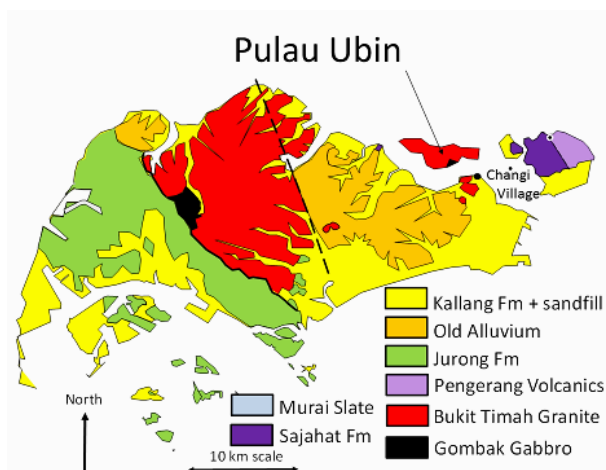 Pulau Ubin
Changi
Village
Kallang Fm + sandfill
Old Alluvium
Jurong Fm
Pengerang Volcanics
Bukit Timah Granite
Gombak Gabbro
Murai Slate
Sajahat Fm
North
10 km scale